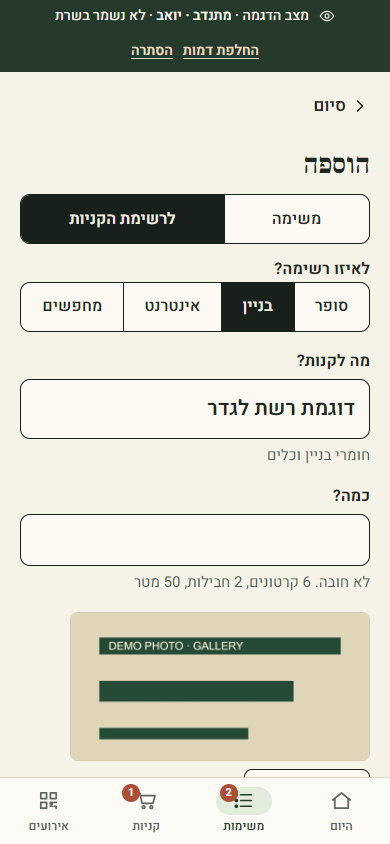 מצב הדגמה · מתנדב · יואב · לא נשמר בשרת
החלפת דמות הסתרה
סיום
הוספה
משימה לרשימת הקניות
לאיזו רשימה?
סופר בניין אינטרנט מחפשים
מה לקנות?
דוגמת רשת לגדר
חומרי בניין וכלים
כמה?
לא חובה. 6 קרטונים, 2 חבילות, 50 מטר
DEMO PHOTO · GALLERY
2 1
היום משימות קניות אירועים